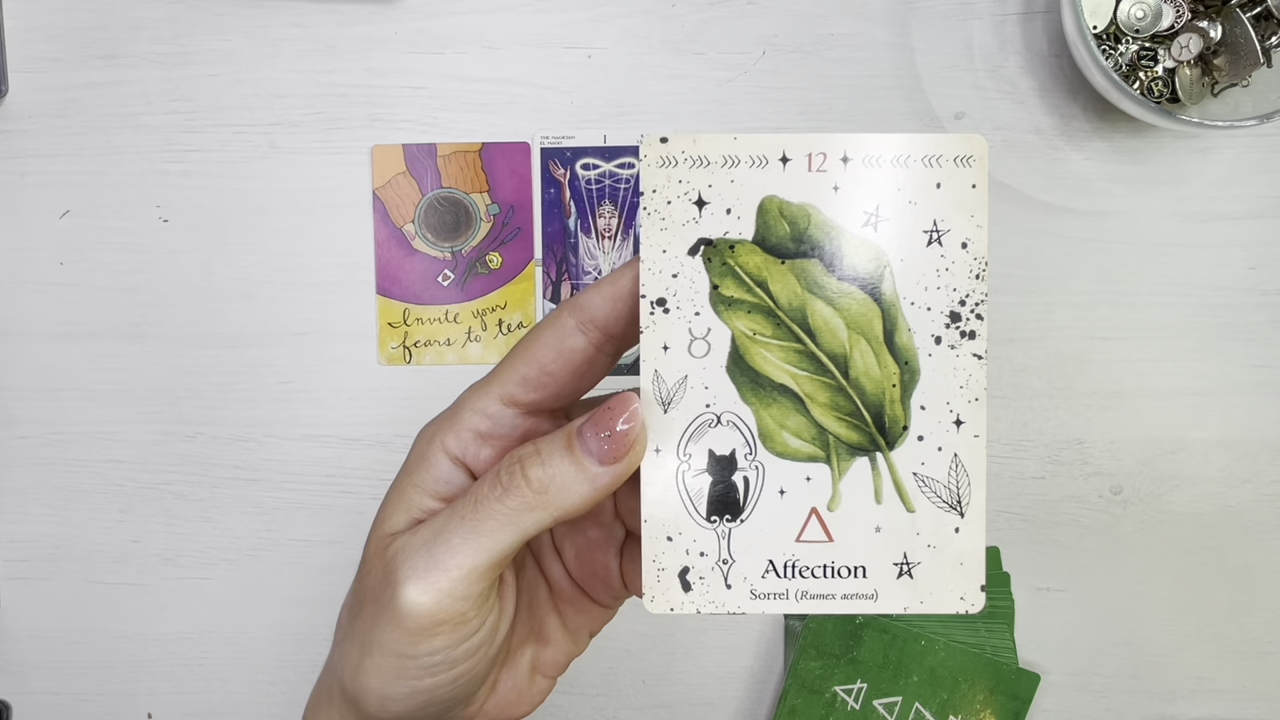 Invite your
fears to tea
THE MAGICIAN
EL MAGO
I
12
Affection
Sorrel (Rumex acetosa)
N
R